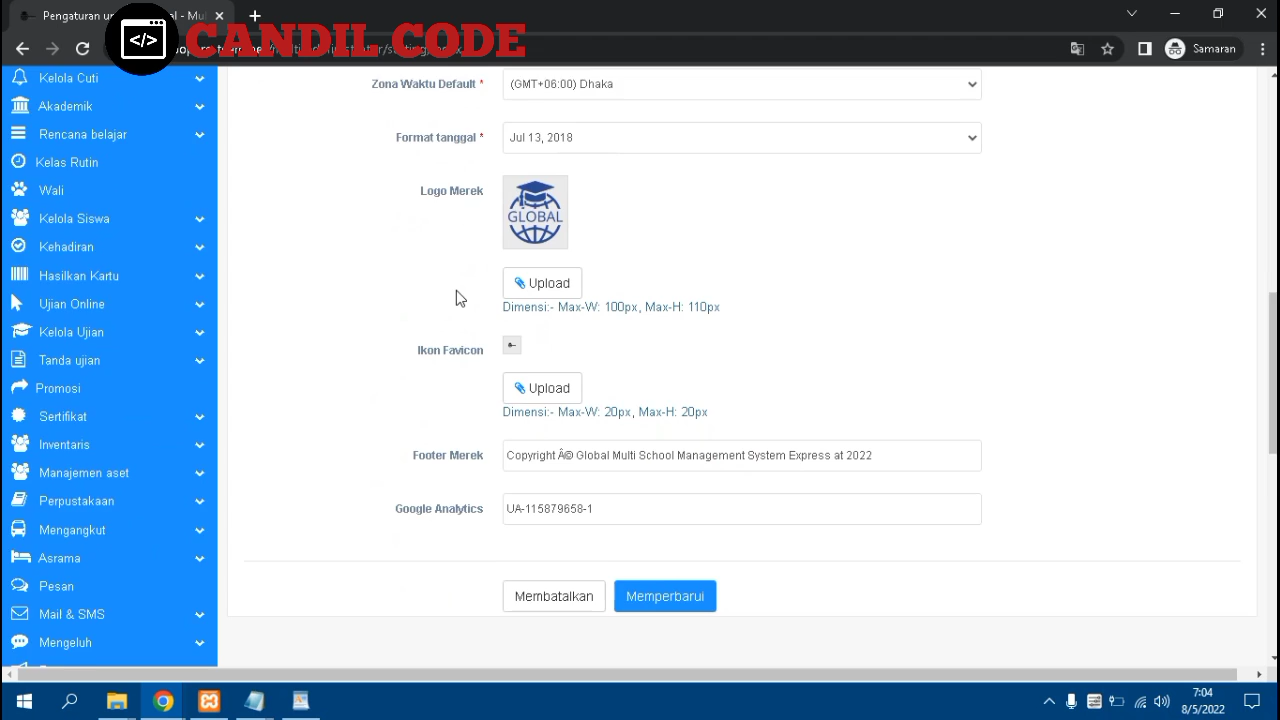 Pengaturan u
CANDIL CODE
</>
Samaran
Kelola Cuti
Akademik
Rencana belajar
Kelas Rutin
Wali
Kelola Siswa
Kehadiran
Hasilkan Kartu
Ujian Online
Kelola Ujian
Tanda ujian
Promosi
Sertifikat
Inventaris
Manajemen aset
Perpustakaan
Mengangkut
Asrama
Pesan
Mail & SMS
Mengeluh
Zona Waktu Default *
(GMT+06:00) Dhaka
Format tanggal *
Jul 13, 2018
Logo Merek
GLOBAL
Upload
Dimensi:- Max-W: 100px, Max-H: 110px
Ikon Favicon
Upload
Dimensi:- Max-W: 20px, Max-H: 20px
Footer Merek
Copyright Â© Global Multi School Management System Express at 2022
Google Analytics
UA-115879658-1
Membatalkan
Memperbarui
7:04
8/5/2022